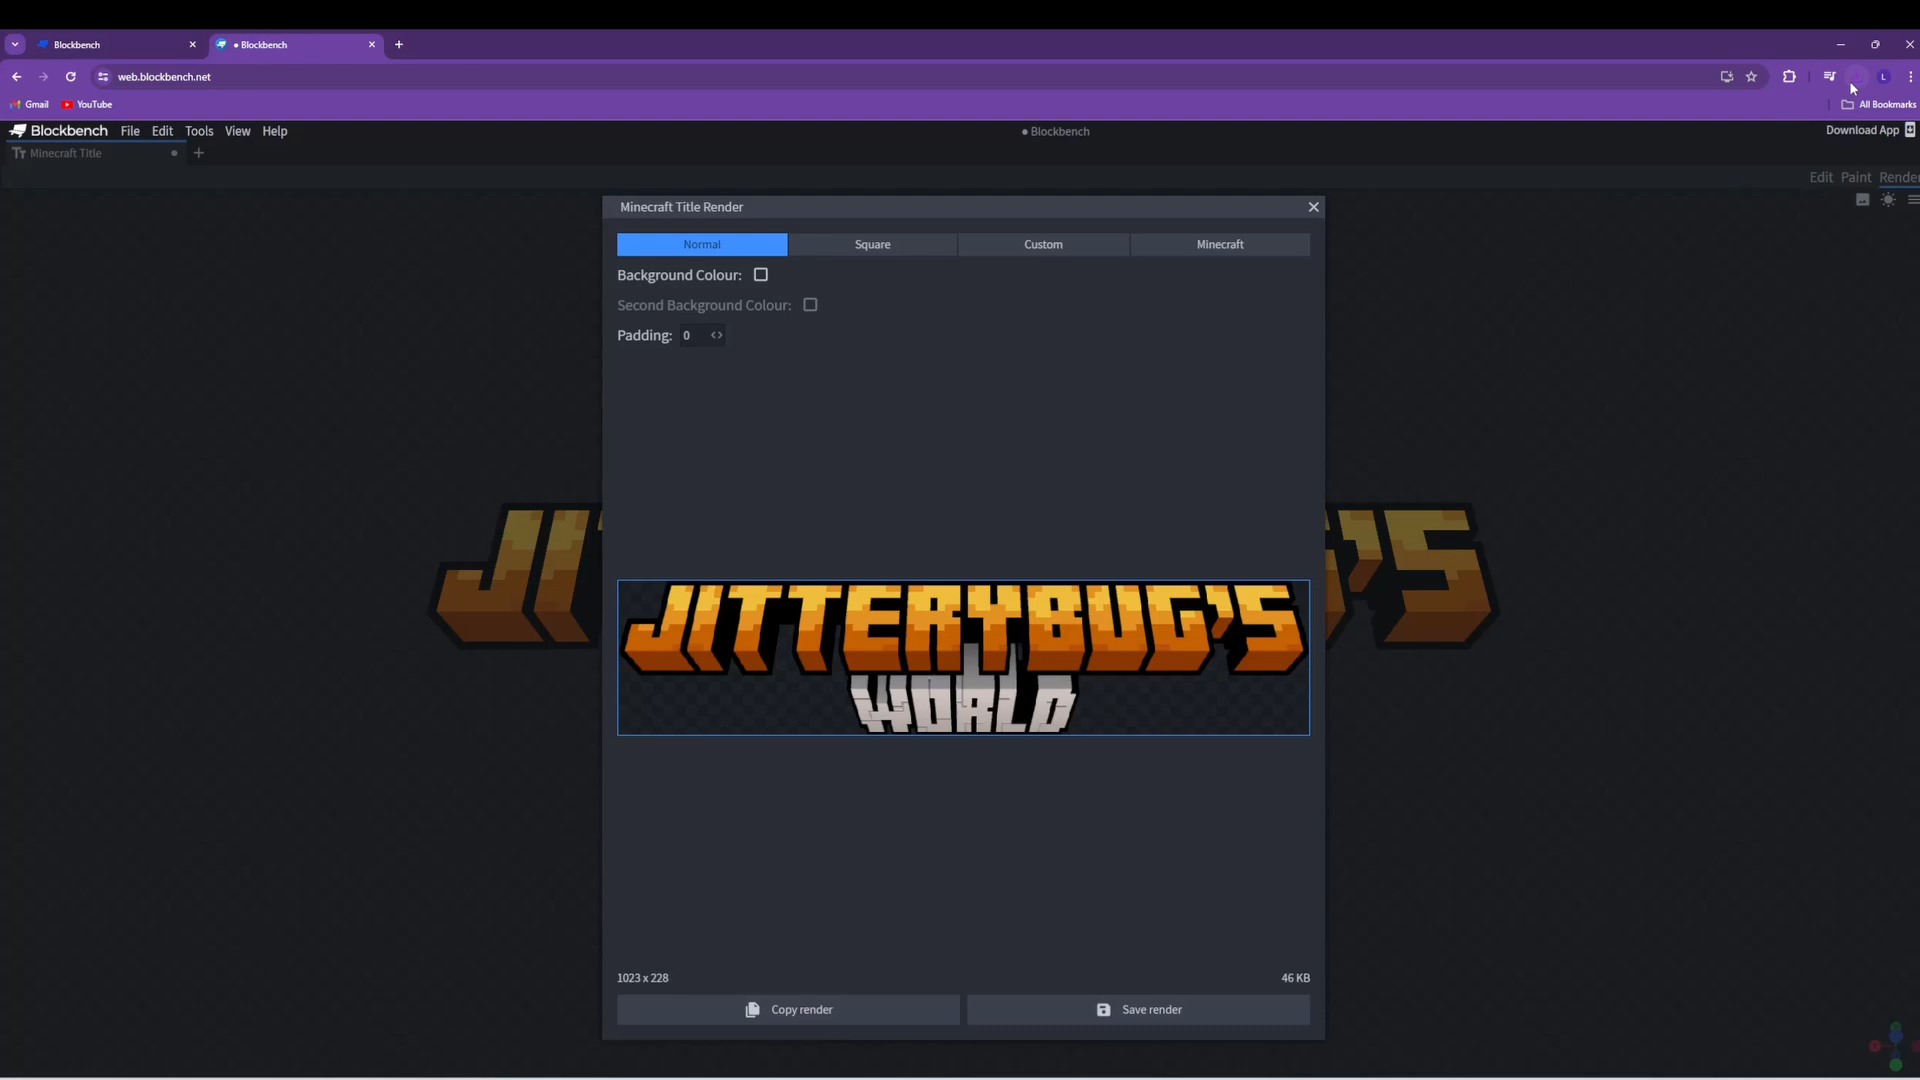 Blockbench
● Blockbench
web.blockbench.net
L
Gmail
YouTube
All Bookmarks
Blockbench
File
Edit
Tools
View
Help
● Blockbench
Download App
Minecraft Title
Edit
Paint
Render
Minecraft Title Render
Normal
Square
Custom
Minecraft
Background Colour:
Second Background Colour:
Padding: 0
JITTERYBUG'S
WORLD
1023 x 228
46 KB
Copy render
Save render